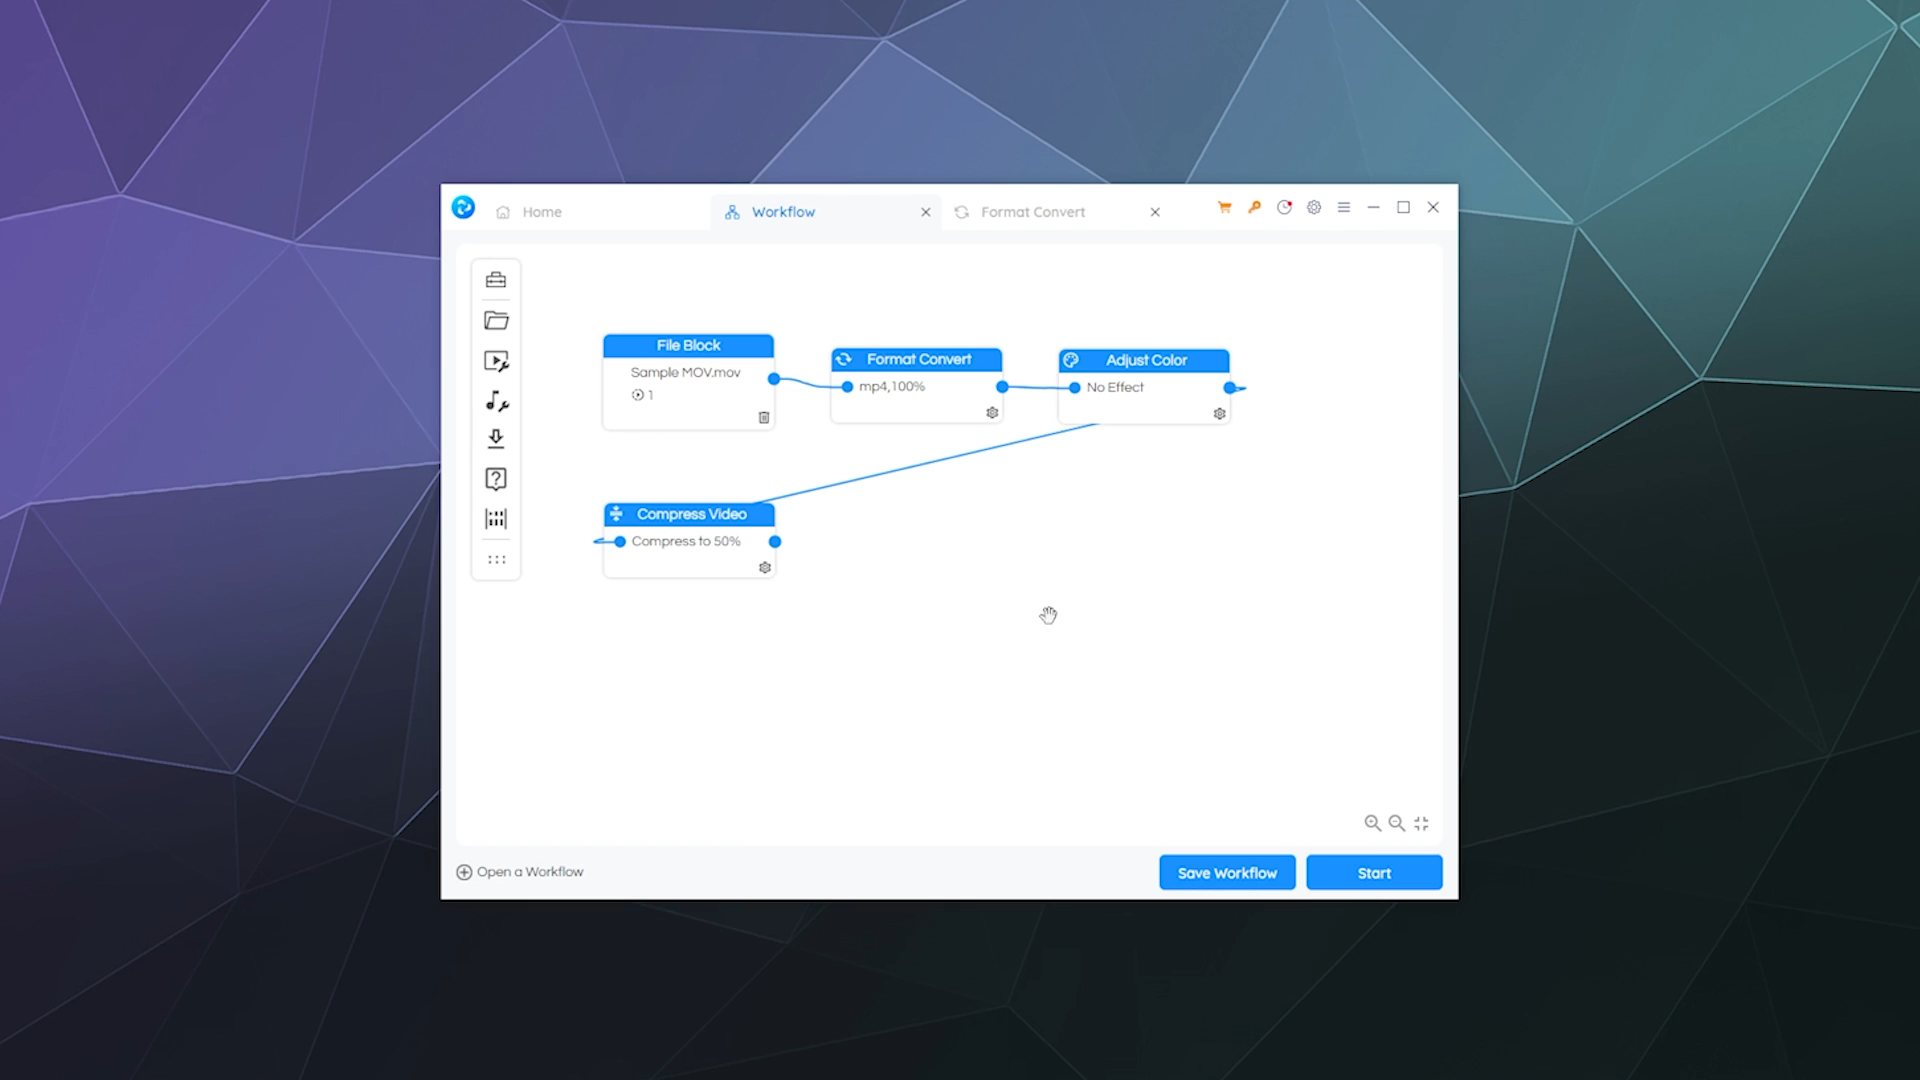 Home
Workflow
Format Convert
File Block
Sample MOV.mov
1
Format Convert
mp4,100%
Adjust Color
No Effect
Compress Video
Compress to 50%
Open a Workflow
Save Workflow
Start